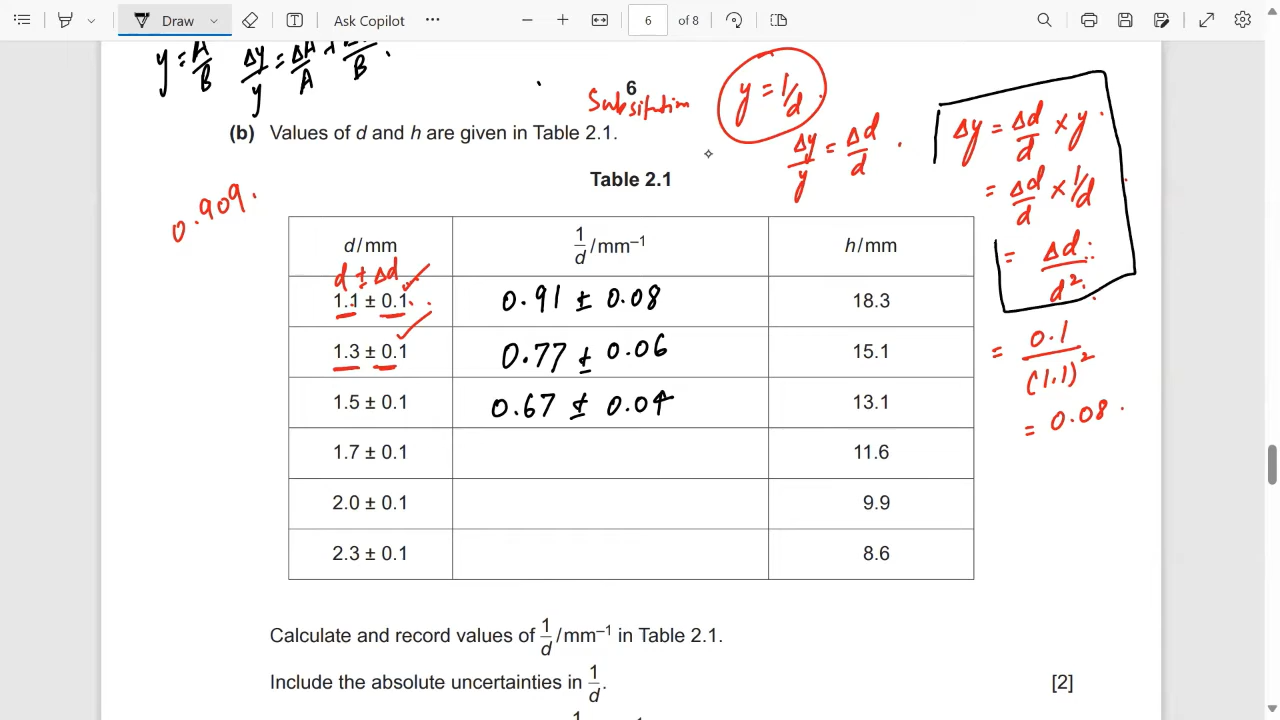 Draw
6
of 8
Ask Copilot
y = A/B Δy/y = ΔA/A + /B .
6
Subsitution
y = 1/d .
Δy/y = Δd/d .
Δy = Δd/d × y .
= Δd/d × 1/d
= Δd/d² .
= 0.1/(1.1)²
= 0.08 .
(b) Values of d and h are given in Table 2.1.
Table 2.1
0.909.
d/mm 1/d /mm⁻¹ h/mm
d ± Δd
1.1 ± 0.1 0.91 ± 0.08 18.3
1.3 ± 0.1 0.77 ± 0.06 15.1
1.5 ± 0.1 0.67 ± 0.04 13.1
1.7 ± 0.1 11.6
2.0 ± 0.1 9.9
2.3 ± 0.1 8.6
Calculate and record values of 1/d /mm⁻¹ in Table 2.1.
Include the absolute uncertainties in 1/d. [2]